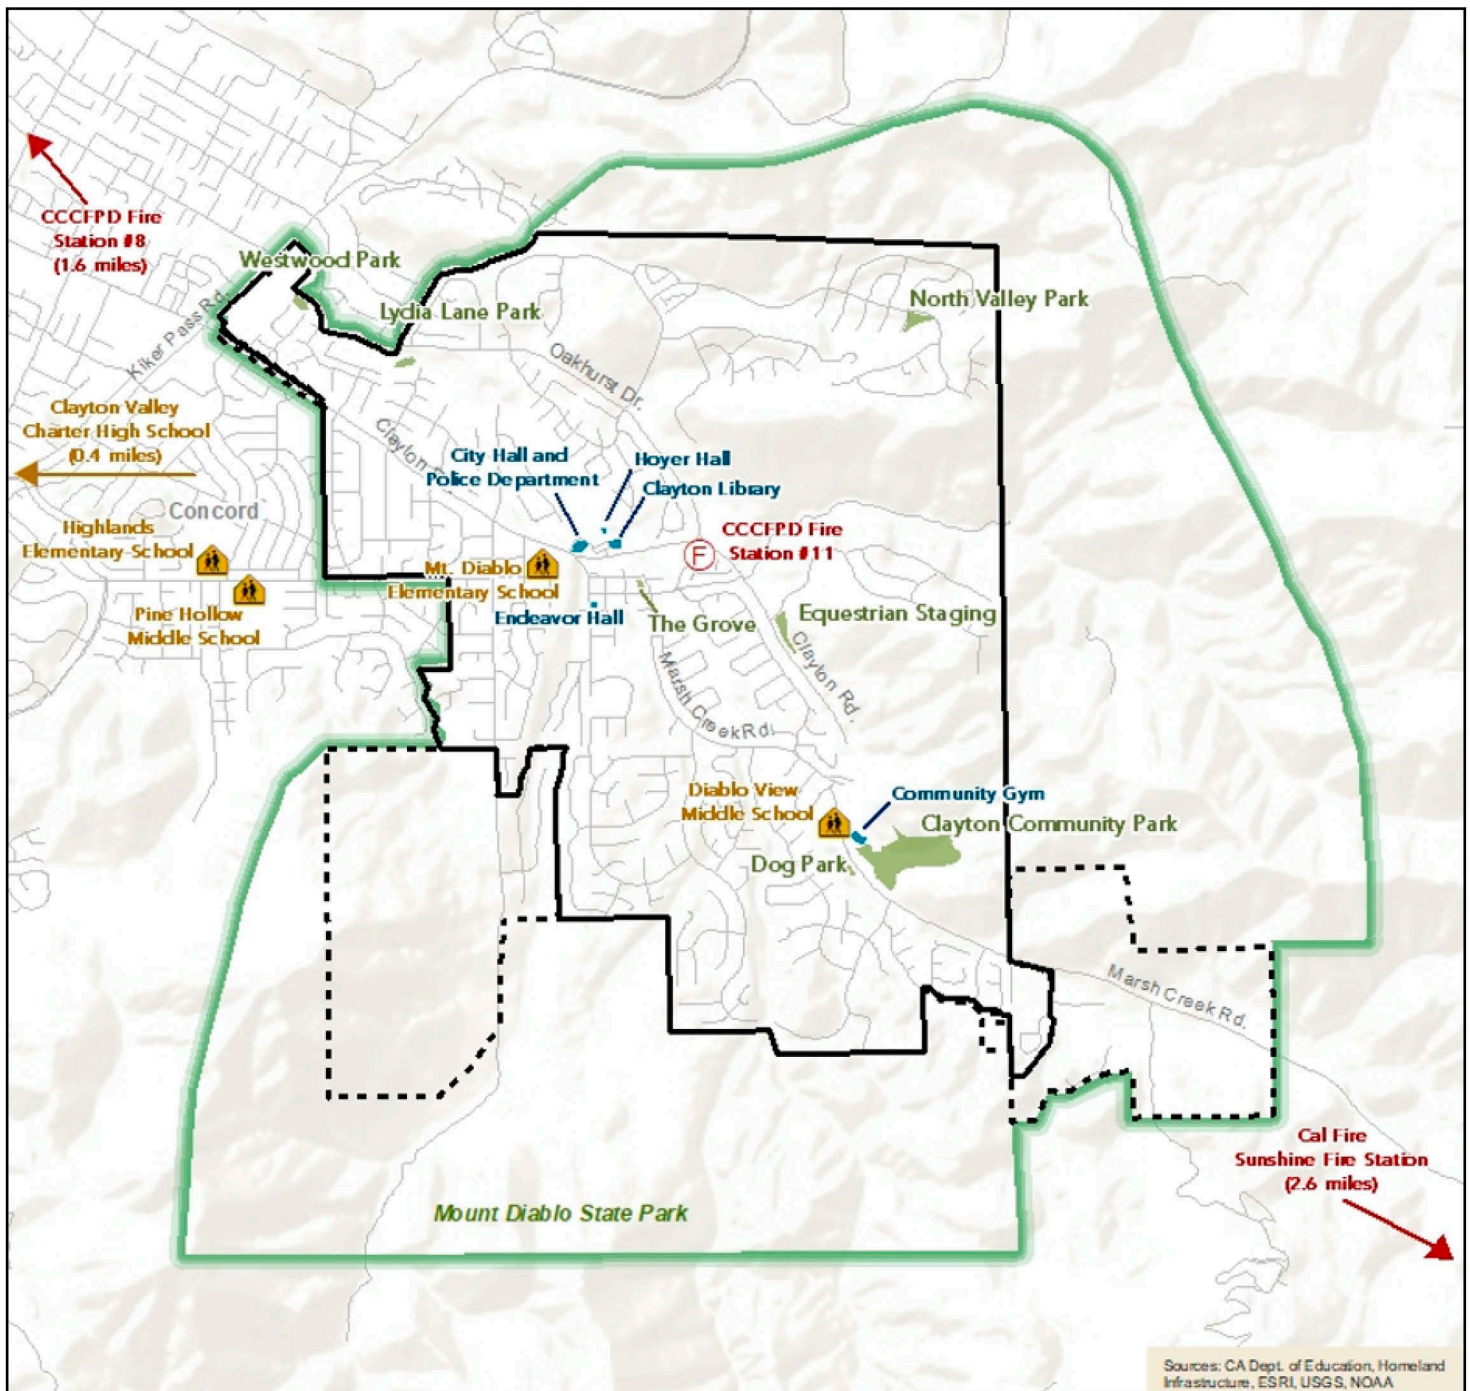 CCCFPD Fire
Station #8
(1.6 miles)
Westwood Park
Lydia Lane Park
North Valley Park
Kiker Pass Rd.
Oakhurst Dr.
Clayton Valley
Charter High School
(0.4 miles)
Clayton
City Hall and
Police Department
Hoyer Hall
Clayton Library
Concord
Highlands
Elementary School
CCCFPD Fire
Station #11
F
Mt. Diablo
Elementary School
Pine Hollow
Middle School
Endeavor Hall
The Grove
Equestrian Staging
Clayton Rd.
Marsh Creek Rd.
Diablo View
Middle School
Community Gym
Clayton Community Park
Dog Park
Marsh Creek Rd.
Cal Fire
Sunshine Fire Station
(2.6 miles)
Mount Diablo State Park
Sources: CA Dept. of Education, Homeland
Infrastructure, ESRI, USGS, NOAA